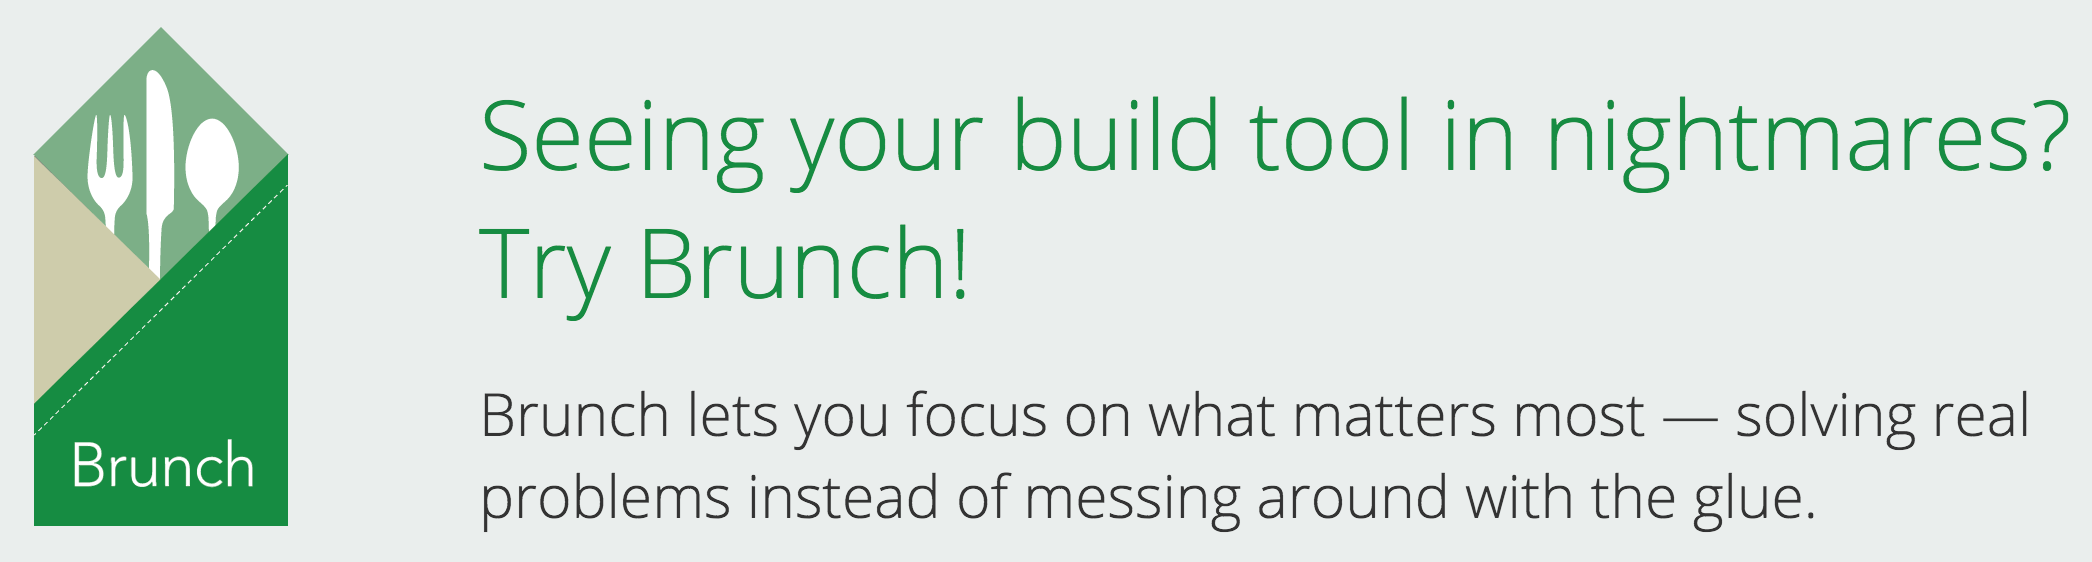 Seeing your build tool in nightmares?
Try Brunch!
Brunch lets you focus on what matters most — solving real
problems instead of messing around with the glue.
Brunch